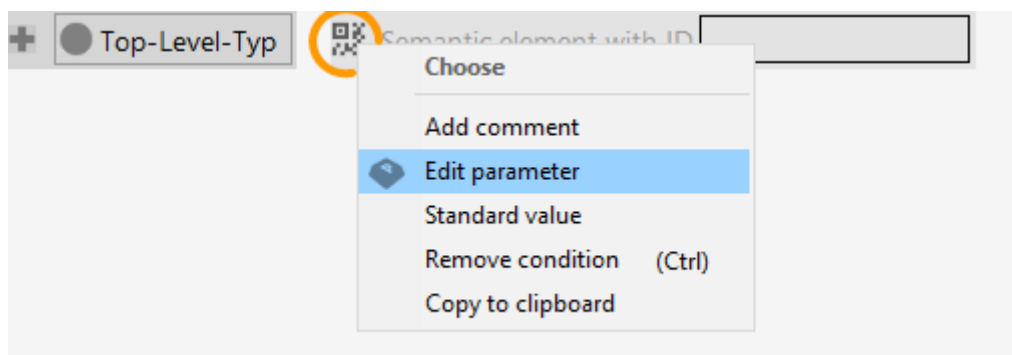 Top-Level-Typ Semantic element with ID
Choose
Add comment
Edit parameter
Standard value
Remove condition (Ctrl)
Copy to clipboard